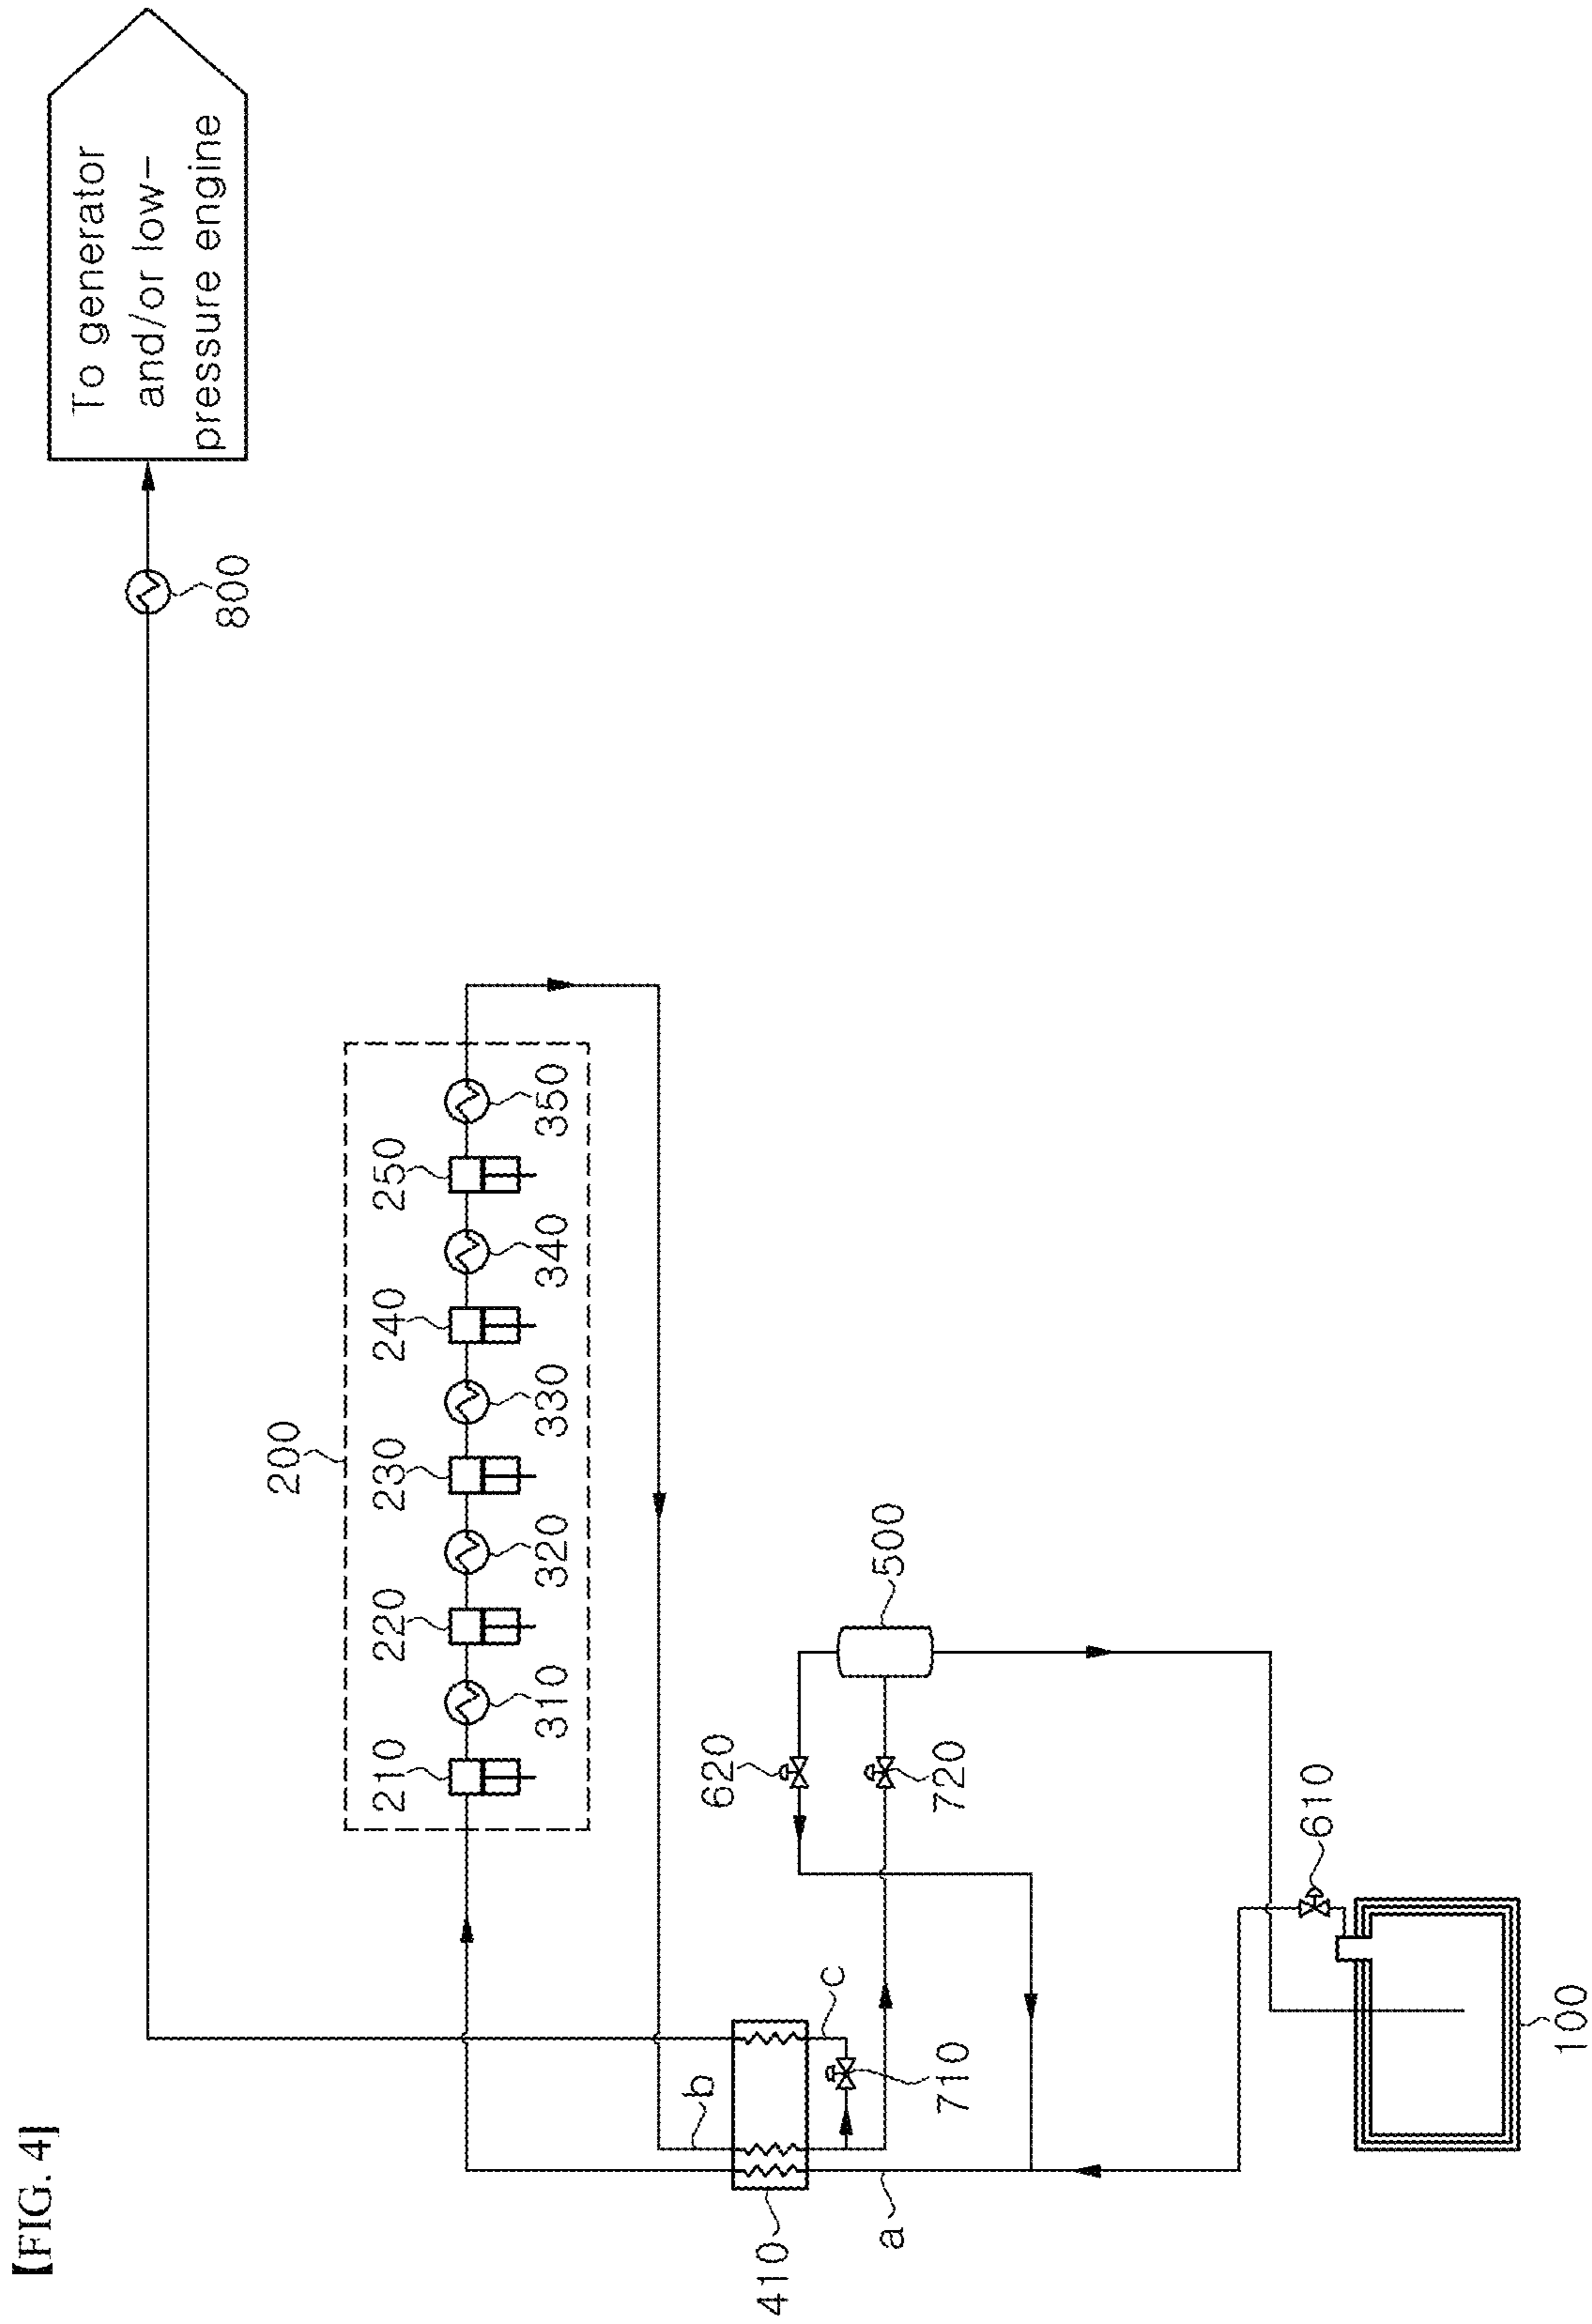 [FIG. 4]
To generator
and/or low-
pressure engine
800
200
210
220
230
240
250
310
320
330
340
350
620
500
720
b
c
410
710
a
610
100